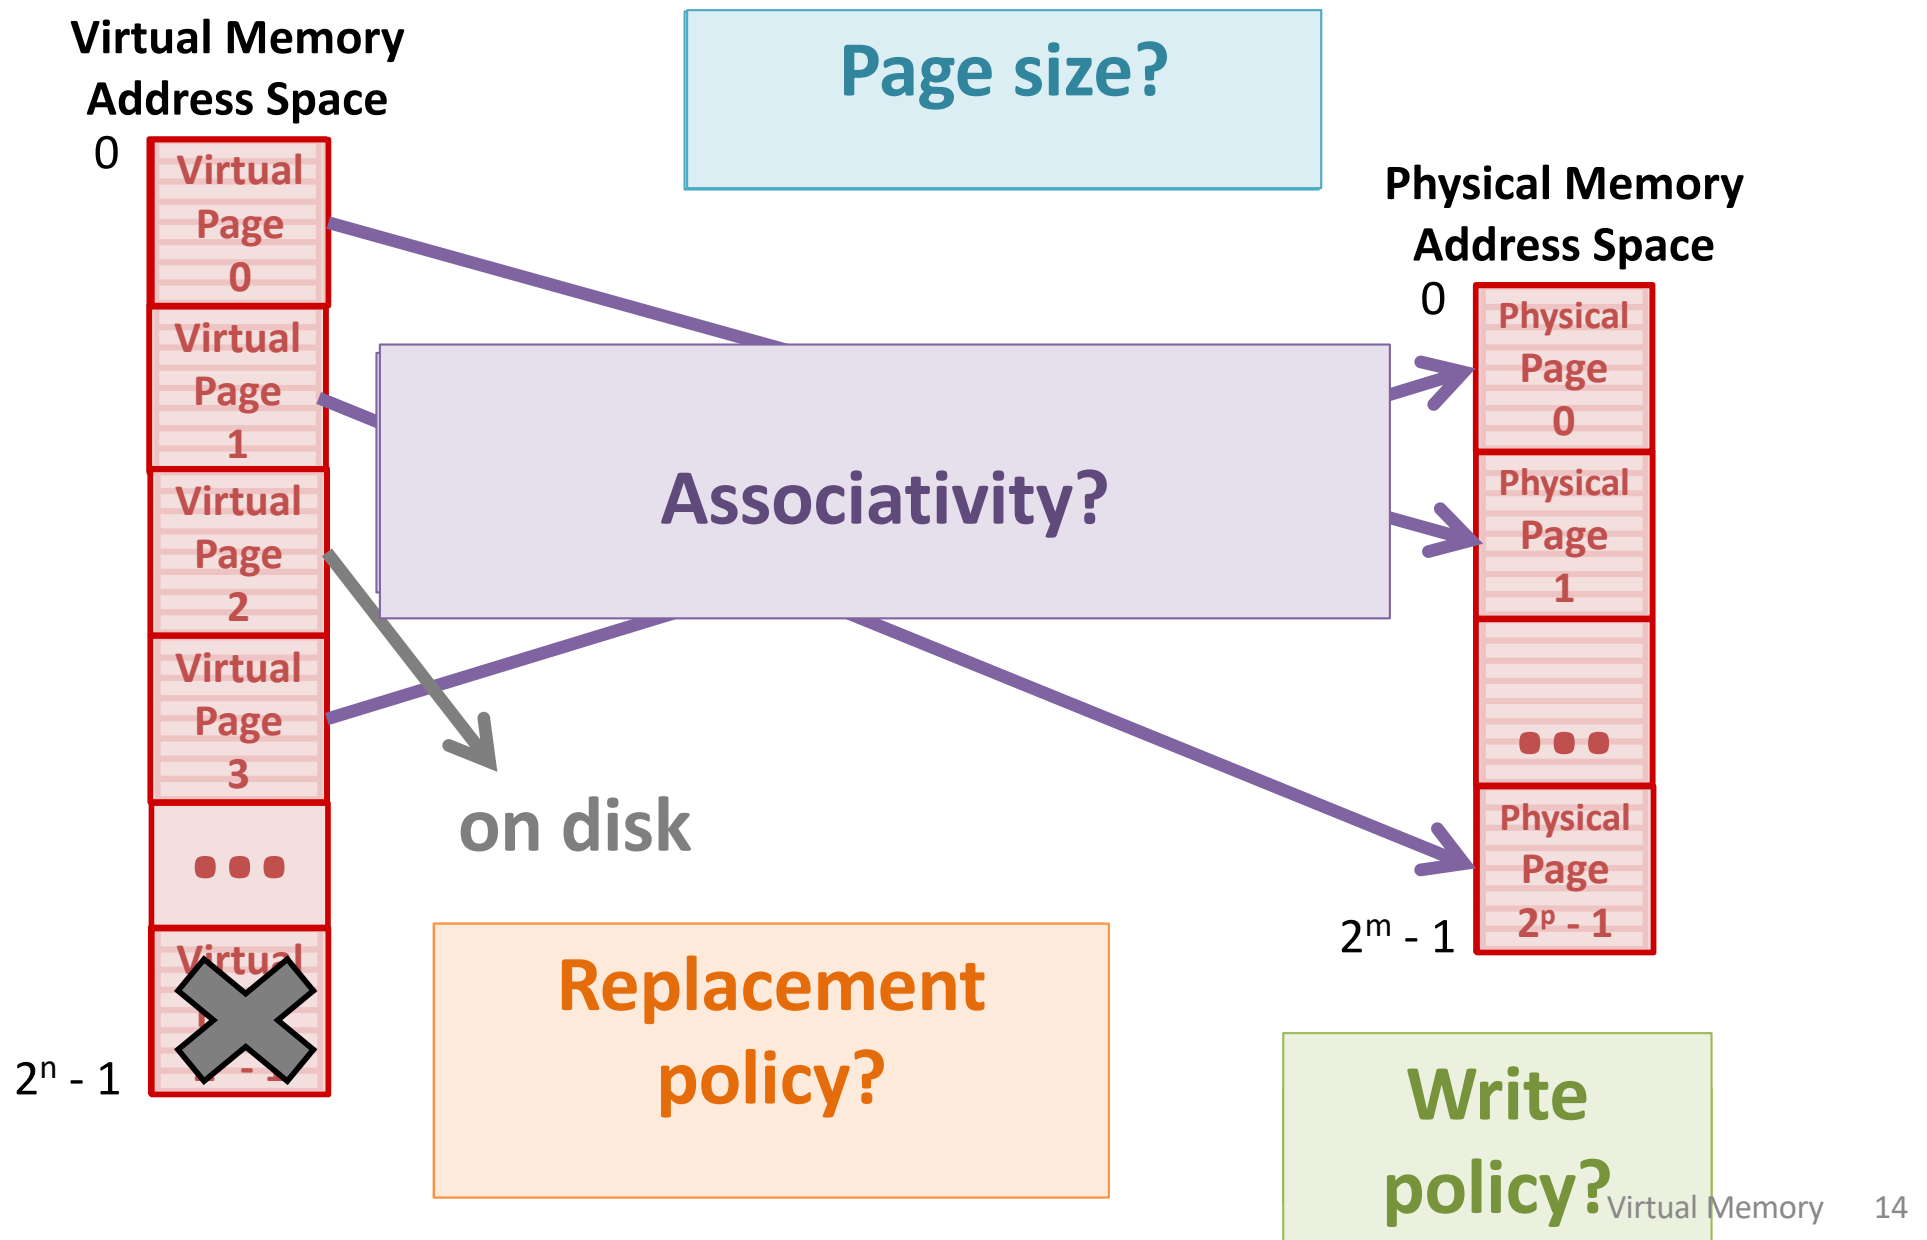 Virtual Memory
Address Space
0
Virtual
Page
0
Virtual
Page
1
Virtual
Page
2
Virtual
Page
3
...
Virtual
2ⁿ - 1
Page size?
Associativity?
on disk
Replacement
policy?
Physical Memory
Address Space
0
Physical
Page
0
Physical
Page
1
...
Physical
Page
2ᵖ - 1
2ᵐ - 1
Write
policy?
Virtual Memory 14